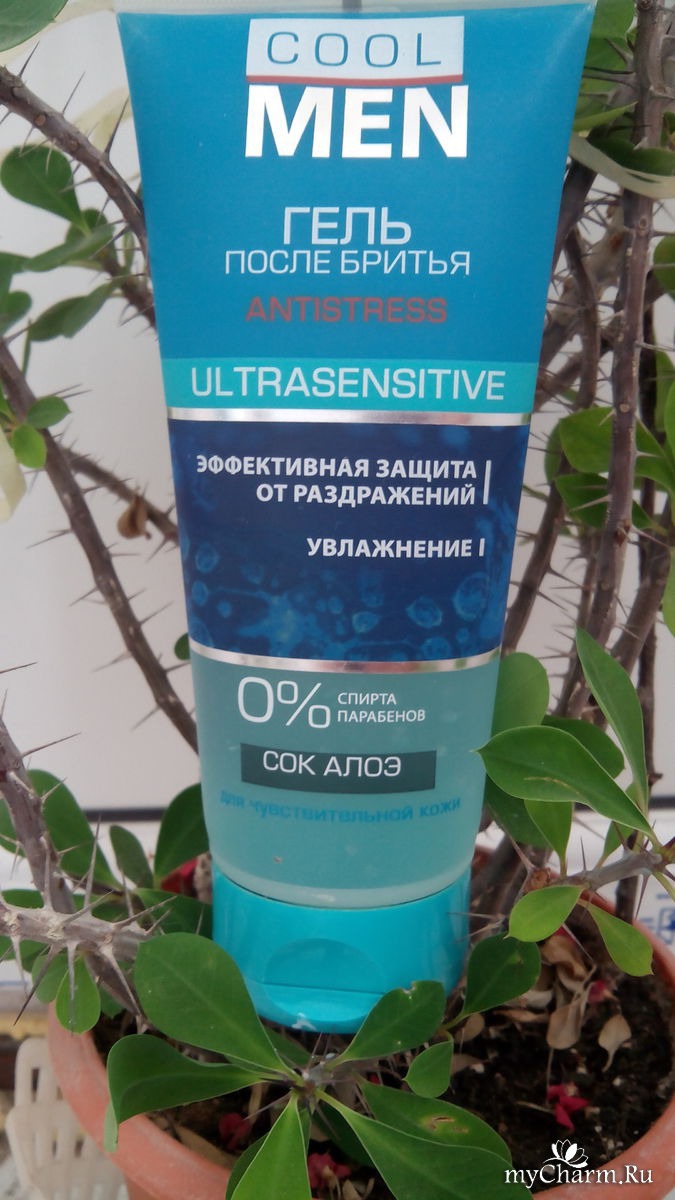 COOL
MEN
ГЕЛЬ
ПОСЛЕ БРИТЬЯ
ANTISTRESS
ULTRASENSITIVE
ЭФФЕКТИВНАЯ ЗАЩИТА
ОТ РАЗДРАЖЕНИЙ
УВЛАЖНЕНИЕ
0% СПИРТА
ПАРАБЕНОВ
СОК АЛОЭ
для чувствительной кожи
myCharm.Ru